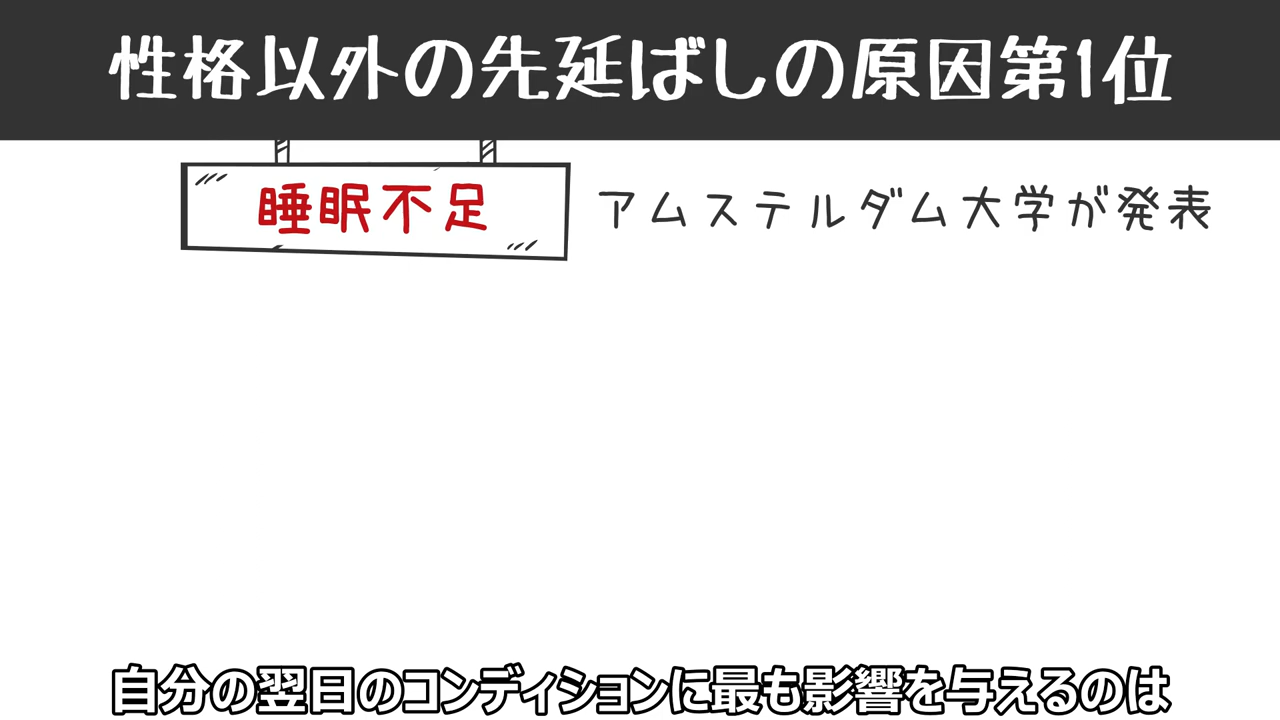 性格以外の先延ばしの原因第1位
睡眠不足
アムステルダム大学が発表
自分の翌日のコンディションに最も影響を与えるのは